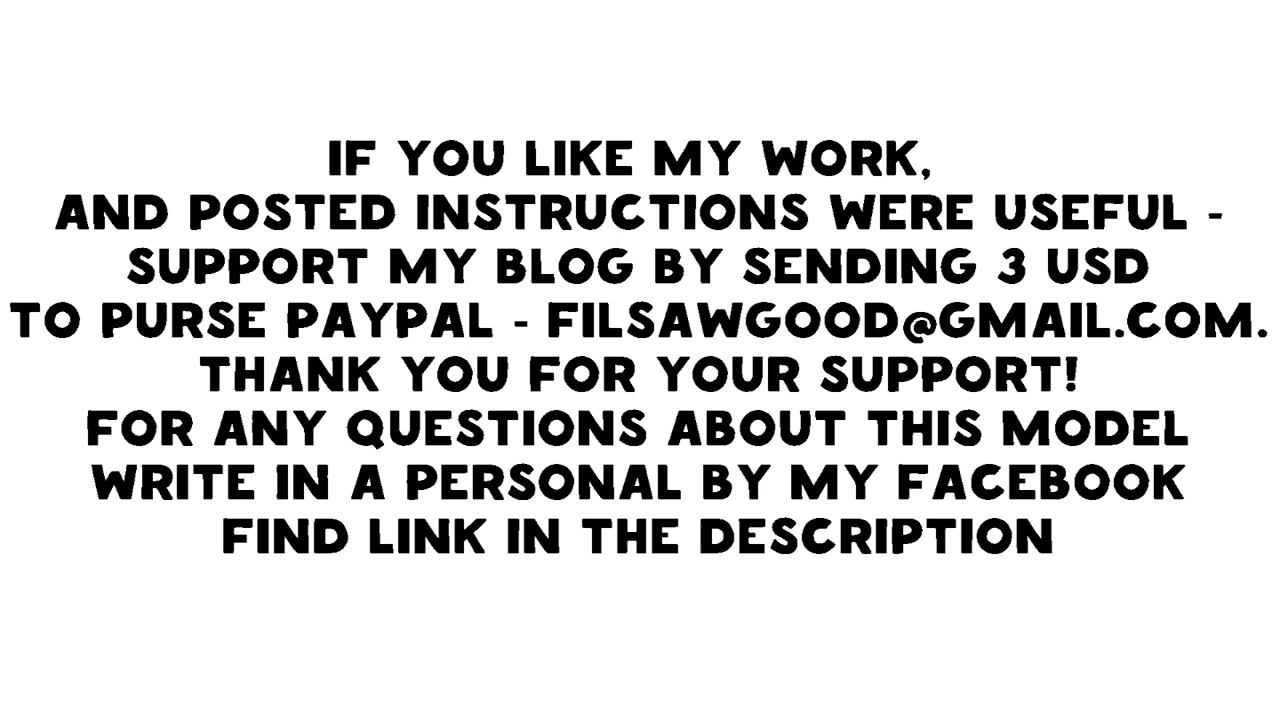 IF YOU LIKE MY WORK,
AND POSTED INSTRUCTIONS WERE USEFUL -
SUPPORT MY BLOG BY SENDING 3 USD
TO PURSE PAYPAL - FILSAWGOOD@GMAIL.COM.
THANK YOU FOR YOUR SUPPORT!
FOR ANY QUESTIONS ABOUT THIS MODEL
WRITE IN A PERSONAL BY MY FACEBOOK
FIND LINK IN THE DESCRIPTION